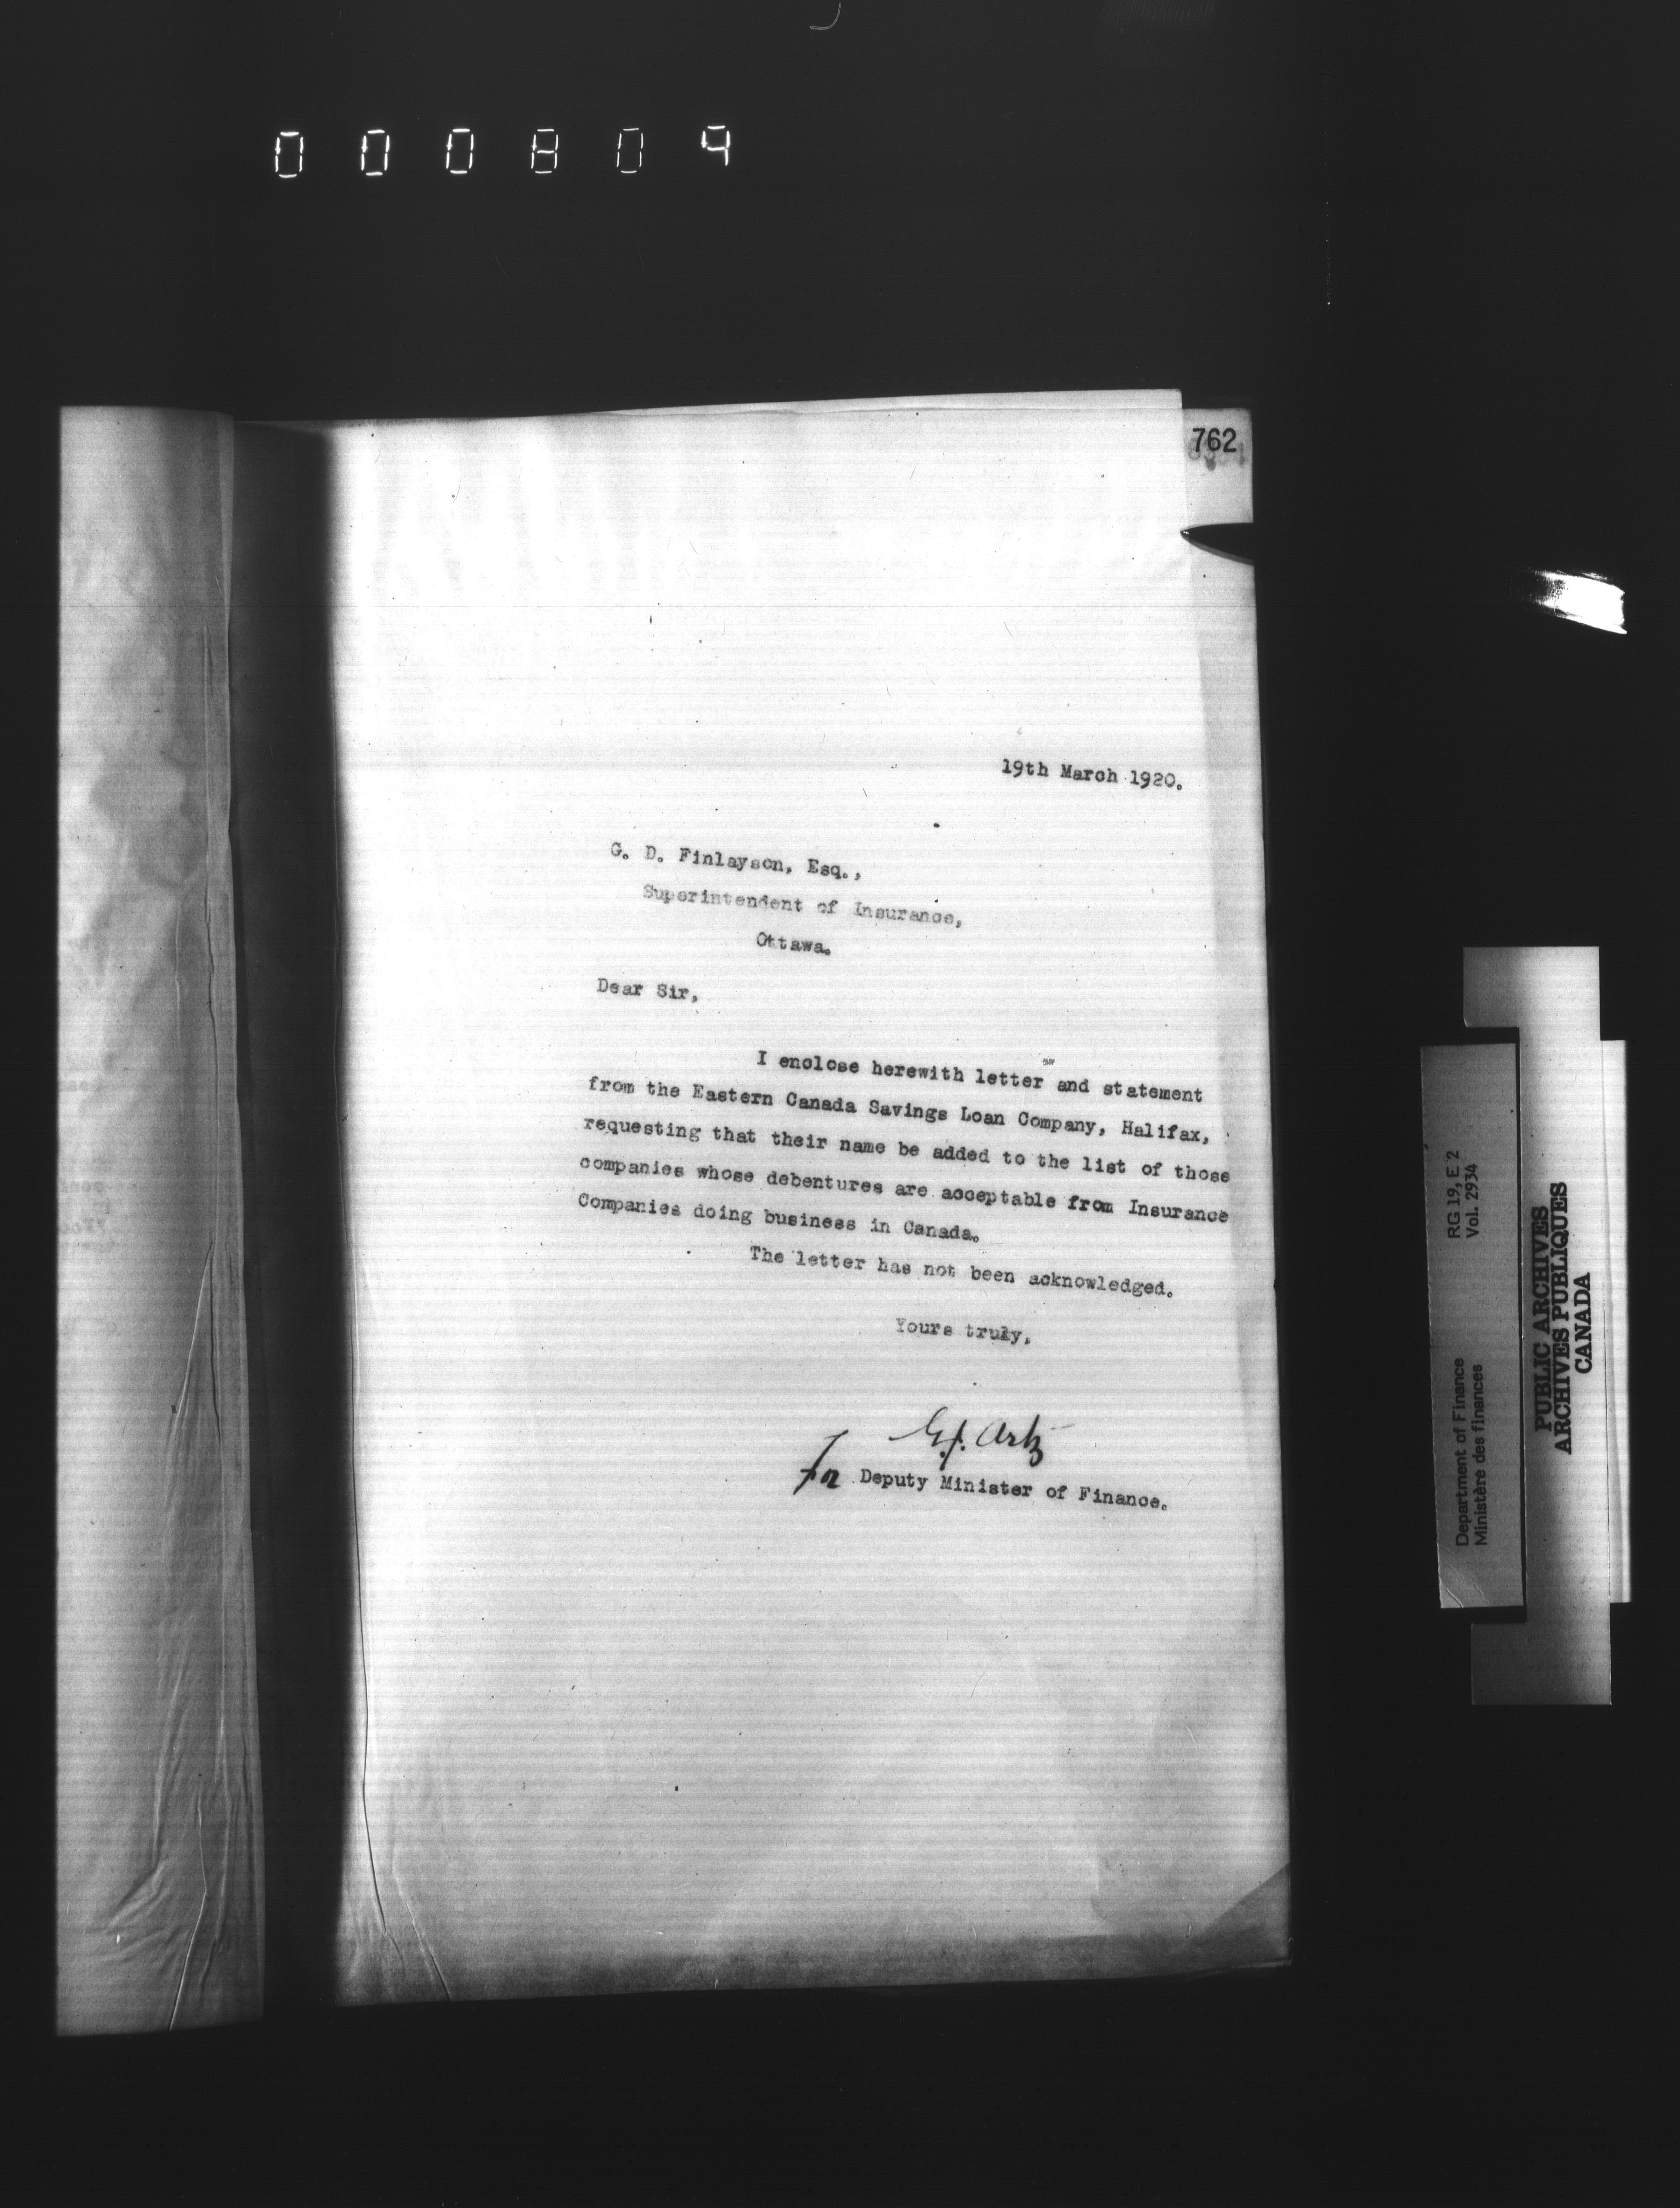 000804
762
19th March 1920.
G. D. Finlayson, Esq.,
Superintendent of Insurance,
Ottawa.
Dear Sir,
I enclose herewith letter and statement
from the Eastern Canada Savings Loan Company, Halifax,
requesting that their name be added to the list of those
companies whose debentures are acceptable from Insurance
Companies doing business in Canada.
The letter has not been acknowledged.
Yours truly,
For Deputy Minister of Finance.
Department of Finance RG 19, E 2
Ministère des finances Vol. 2934
PUBLIC ARCHIVES
ARCHIVES PUBLIQUES
CANADA